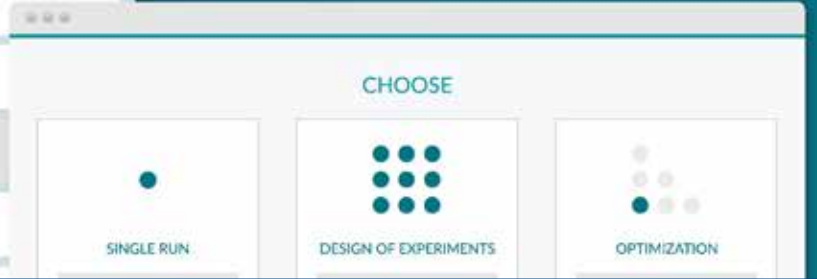 CHOOSE
SINGLE RUN
DESIGN OF EXPERIMENTS
OPTIMIZATION